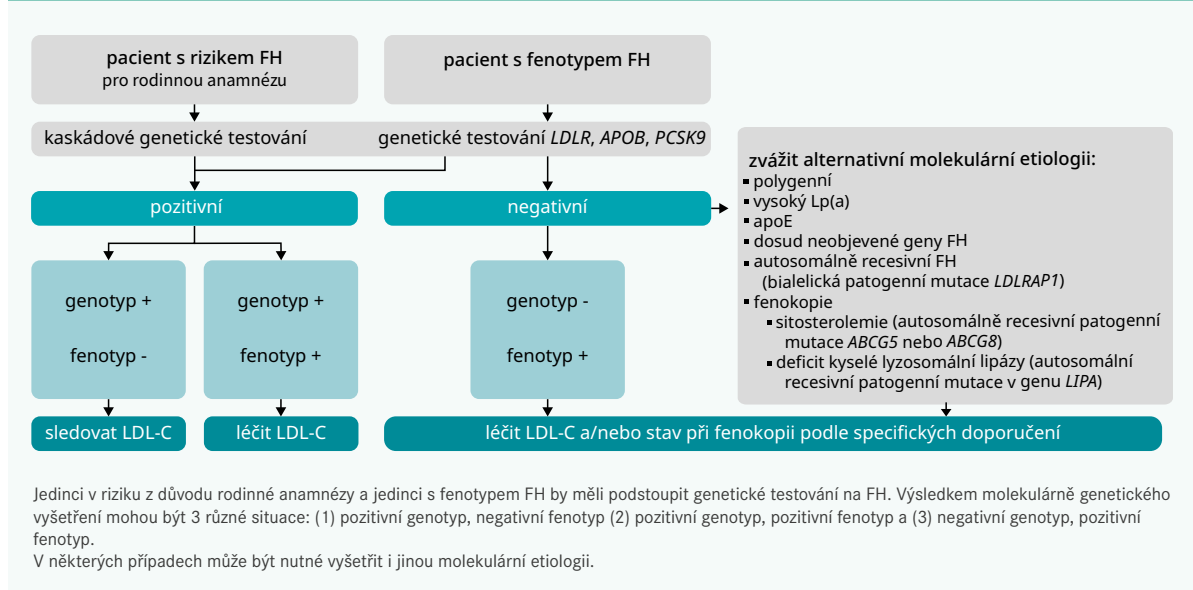 pacient s rizikem FH
pro rodinnou anamnézu
pacient s fenotypem FH
kaskádové genetické testování
genetické testování LDLR, APOB, PCSK9
pozitivní
negativní
zvážit alternativní molekulární etiologii:
▪ polygenní
▪ vysoký Lp(a)
▪ apoE
▪ dosud neobjevené geny FH
▪ autosomálně recesivní FH
(bialelická patogenní mutace LDLRAP1)
▪ fenokopie
▪ sitosterolemie (autosomálně recesivní patogenní
mutace ABCG5 nebo ABCG8)
▪ deficit kyselé lyzosomální lipázy (autosomální
recesivní patogenní mutace v genu LIPA)
genotyp +
fenotyp -
genotyp +
fenotyp +
genotyp -
fenotyp +
sledovat LDL-C
léčit LDL-C
léčit LDL-C a/nebo stav při fenokopii podle specifických doporučení
Jedinci v riziku z důvodu rodinné anamnézy a jedinci s fenotypem FH by měli podstoupit genetické testování na FH. Výsledkem molekulárně genetického
vyšetření mohou být 3 různé situace: (1) pozitivní genotyp, negativní fenotyp (2) pozitivní genotyp, pozitivní fenotyp a (3) negativní genotyp, pozitivní
fenotyp.
V některých případech může být nutné vyšetřit i jinou molekulární etiologii.